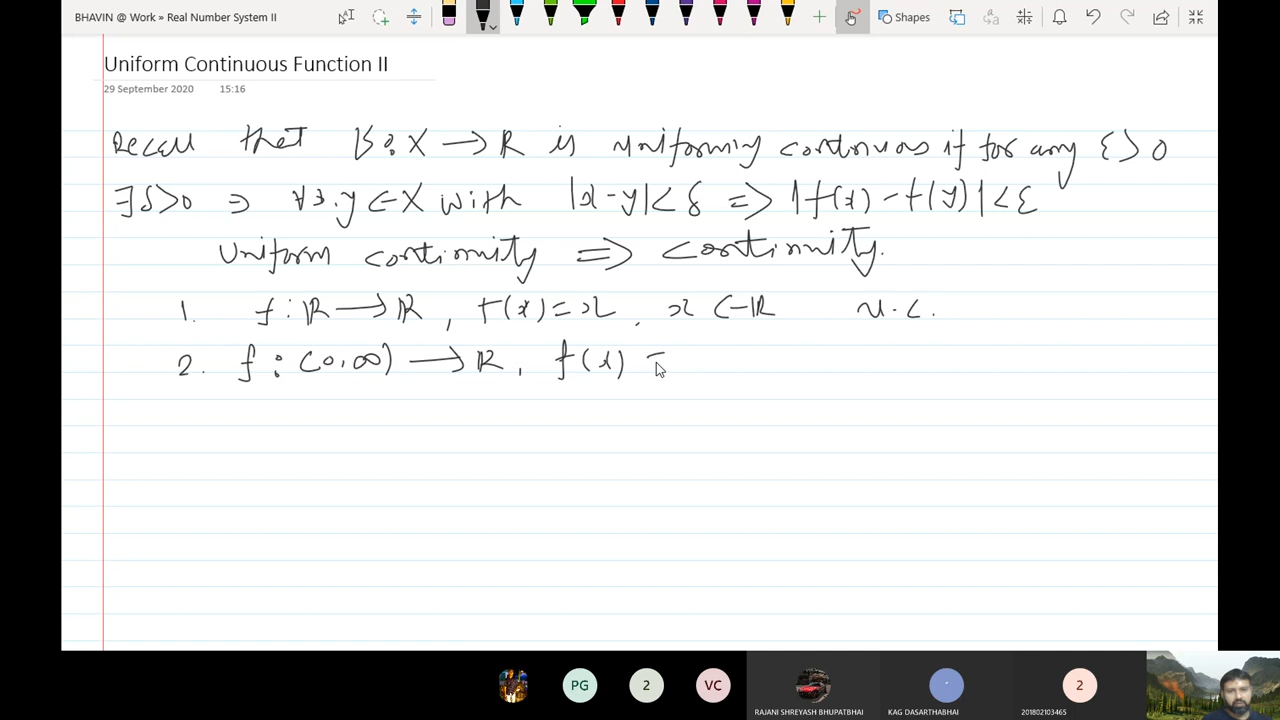 BHAVIN @ Work » Real Number System II
Shapes
Uniform Continuous Function II
29 September 2020 15:16
Recall that f : X → R is uniformly continuous if for any ε > 0
∃ δ > 0 ∋ ∀ x, y ∈ X with |x - y| < δ ⇒ |f(x) - f(y)| < ε
Uniform continuity ⇒ continuity.
1. f : ℝ → ℝ, f(x) = x, x ∈ ℝ u.c.
2. f : (0, ∞) → ℝ, f(x) =
PG 2 VC 2
RAJANI SHREYASH BHUPATBHAI KAG DASARTHABHAI 201802103465